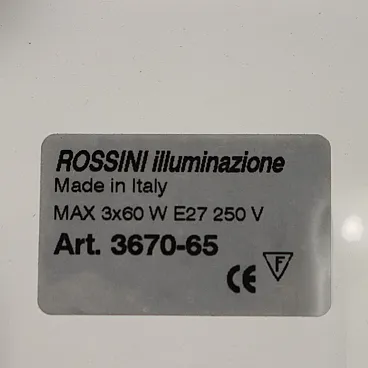 ROSSINI illuminazione
Made in Italy
MAX 3x60 W E27 250 V
Art. 3670-65
CE F